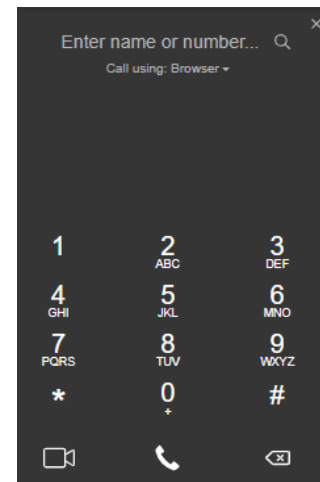 Enter name or number...
Call using: Browser
1 2 3
ABC DEF
4 5 6
GHI JKL MNO
7 8 9
PQRS TUV WXYZ
* 0 #
+